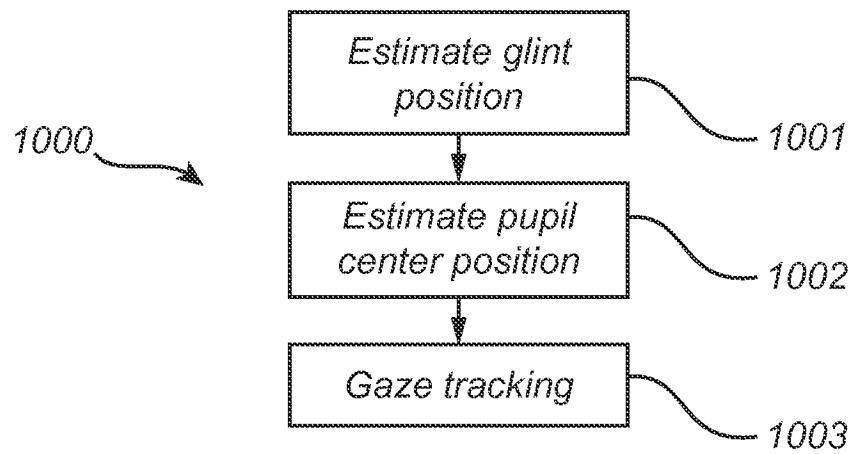 Estimate glint
position
1001
1000
Estimate pupil
center position
1002
Gaze tracking
1003